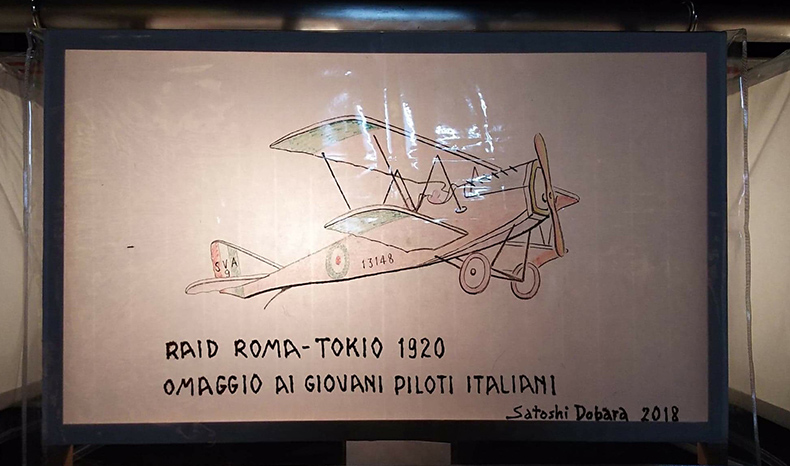 SVA
9
13148
RAID ROMA-TOKIO 1920
OMAGGIO AI GIOVANI PILOTI ITALIANI
Satoshi Dobara 2018